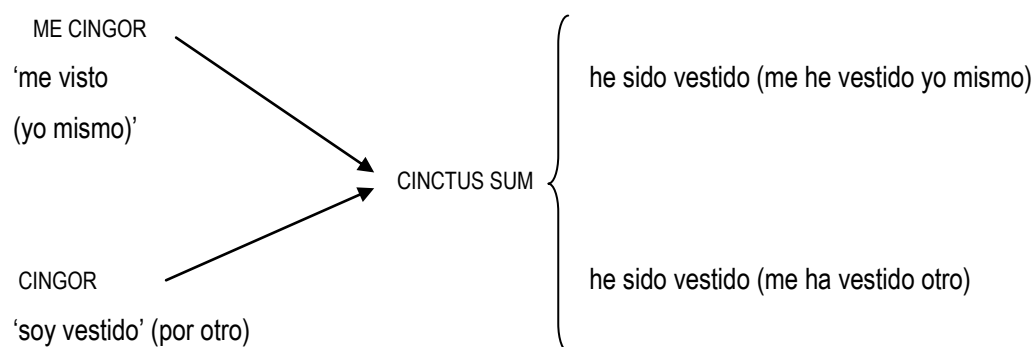 ME CINGOR
‘me visto
(yo mismo)’
he sido vestido (me he vestido yo mismo)
CINCTUS SUM
CINGOR
‘soy vestido’ (por otro)
he sido vestido (me ha vestido otro)